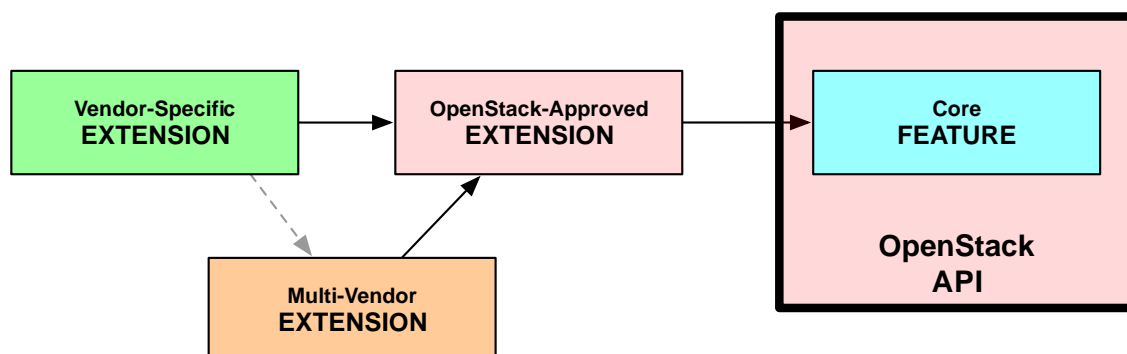 Vendor-Specific
EXTENSION
OpenStack-Approved
EXTENSION
Core
FEATURE
Multi-Vendor
EXTENSION
OpenStack
API